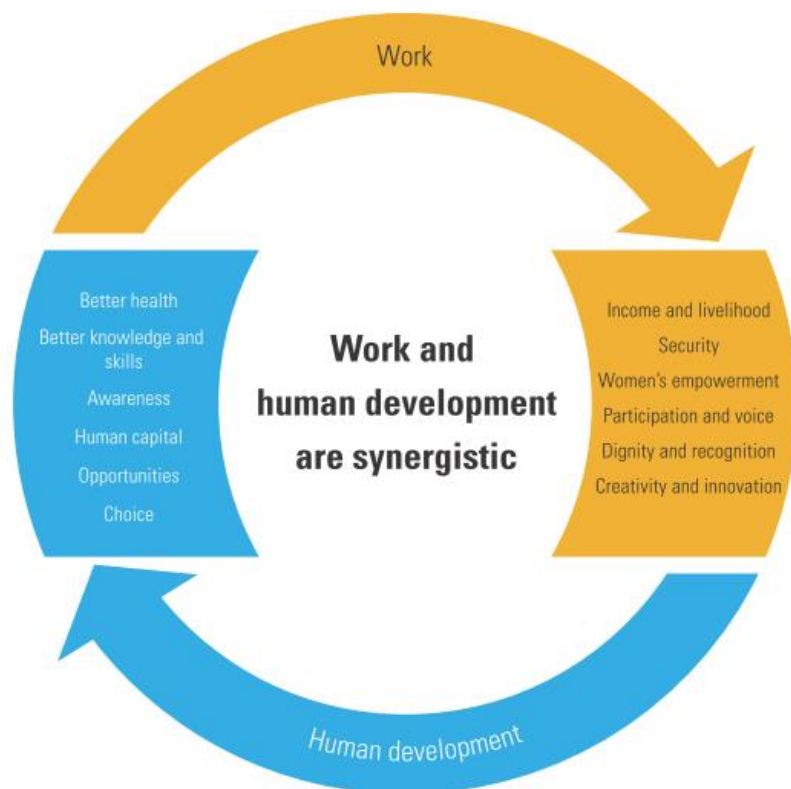 Work
Better health
Better knowledge and
skills
Awareness
Human capital
Opportunities
Choice
Work and
human development
are synergistic
Income and livelihood
Security
Women's empowerment
Participation and voice
Dignity and recognition
Creativity and innovation
Human development